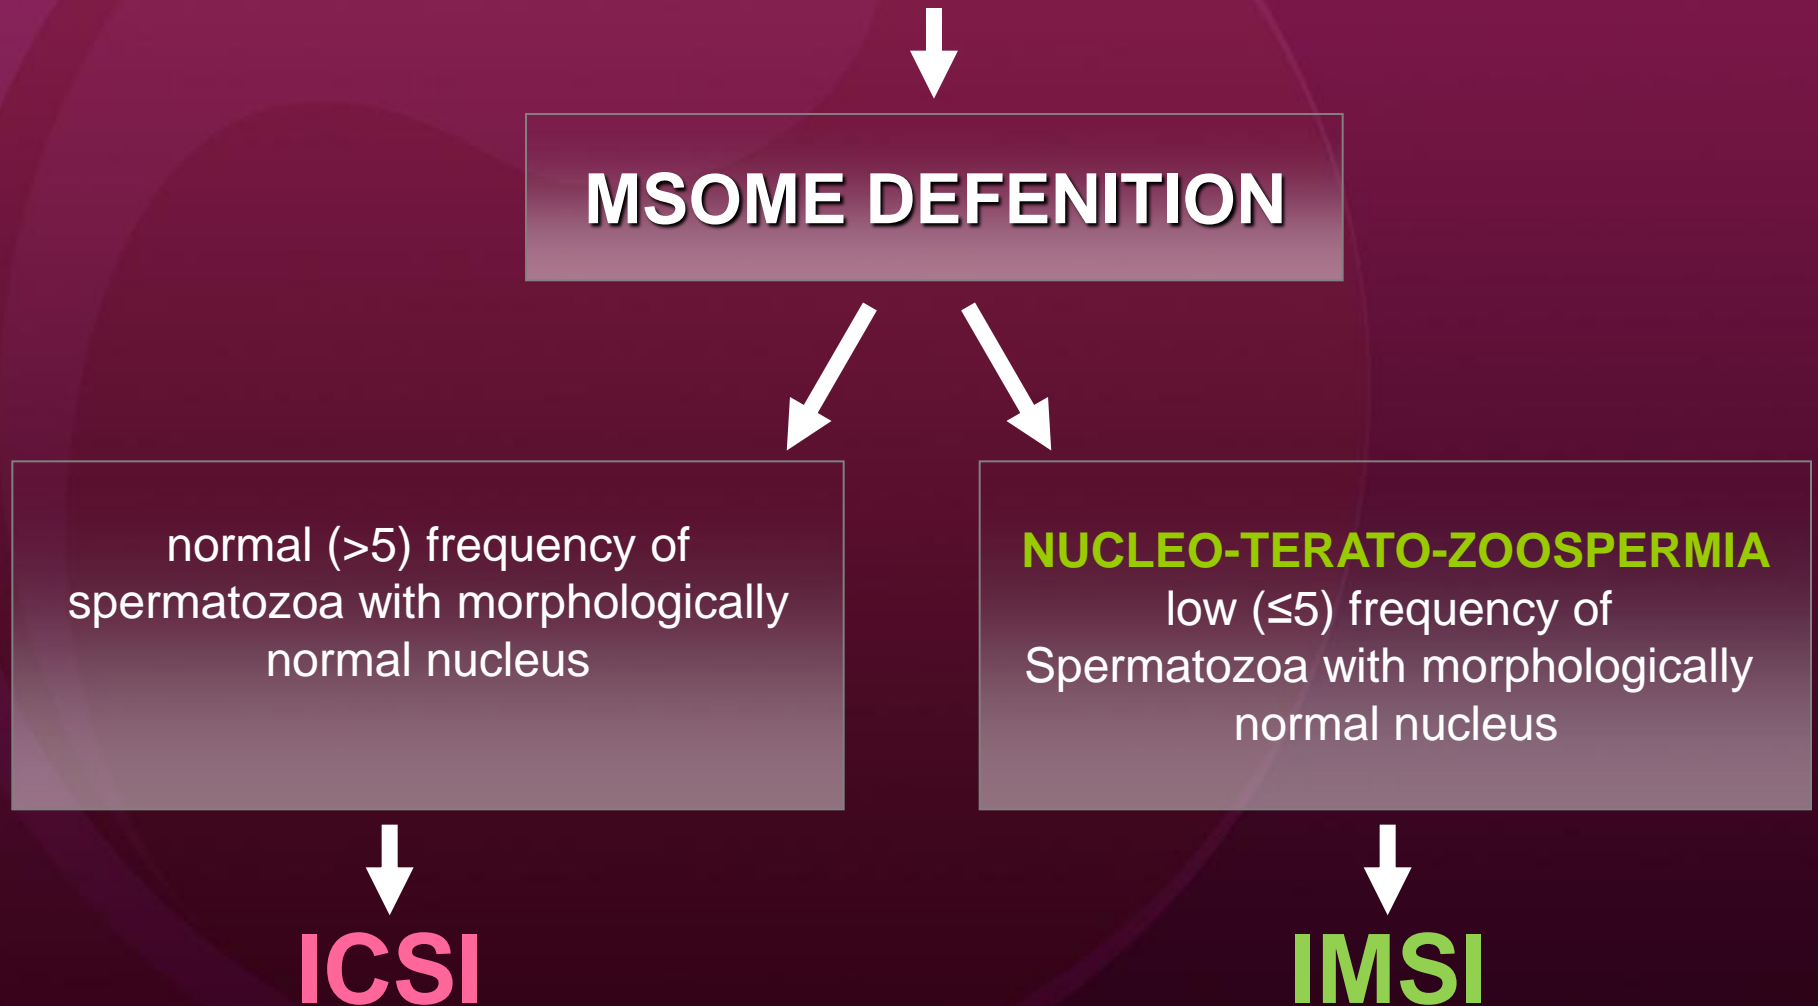 MSOME DEFENITION
normal (>5) frequency of
spermatozoa with morphologically
normal nucleus
NUCLEO-TERATO-ZOOSPERMIA
low (≤5) frequency of
Spermatozoa with morphologically
normal nucleus
ICSI
IMSI